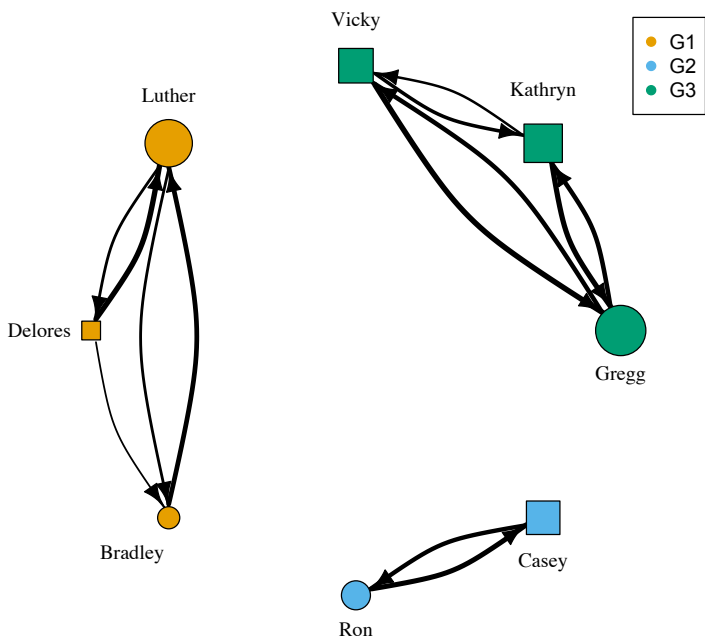 Vicky
G1
G2
G3
Kathryn
Luther
Delores
Gregg
Bradley
Casey
Ron